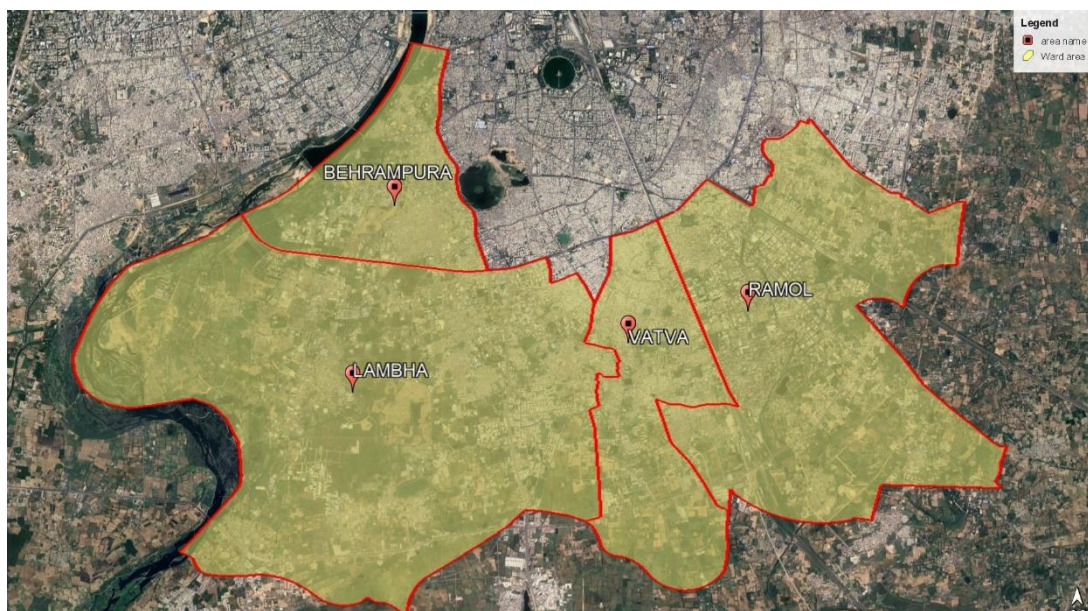 Legend
area name
Ward area
BEHRAMPURA
RAMOL
VATVA
LAMBHA